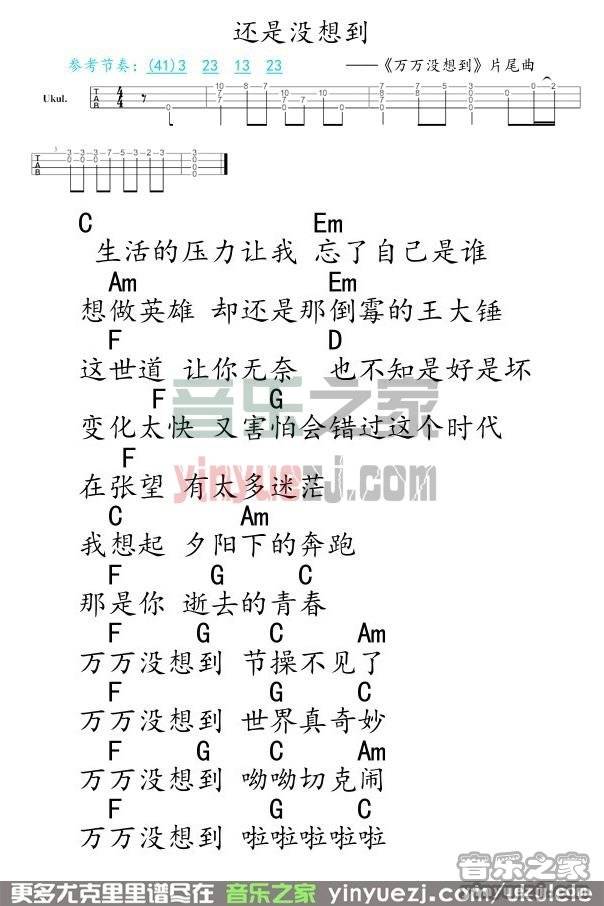 还是没想到
参考节奏：(41)3 23 13 23 ——《万万没想到》片尾曲
Ukul.
C Em
生活的压力让我 忘了自己是谁
Am Em
想做英雄 却还是那倒霉的王大锤
F D
这世道 让你无奈 也不知是好是坏
F G
变化太快 又害怕会错过这个时代
F
在张望 有太多迷茫
C Am
我想起 夕阳下的奔跑
F G C
那是你 逝去的青春
F G C Am
万万没想到 节操不见了
F G C
万万没想到 世界真奇妙
F G C Am
万万没想到 呦呦切克闹
F G C
万万没想到 啦啦啦啦啦
音乐之家
yinyuezj.com
音乐之家
yinyuezj.com
更多尤克里里谱尽在 音乐之家 yinyuezj.com ukulele